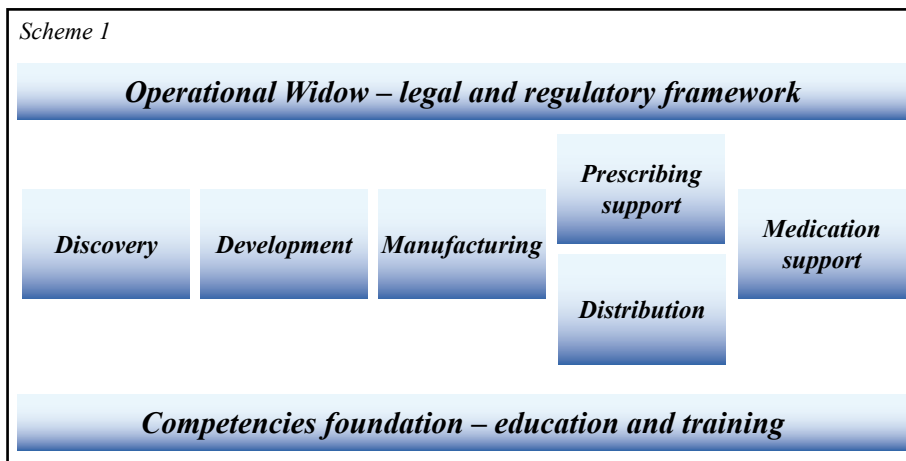 Scheme 1
Operational Widow – legal and regulatory framework
Prescribing
support
Discovery
Development
Manufacturing
Medication
support
Distribution
Competencies foundation – education and training